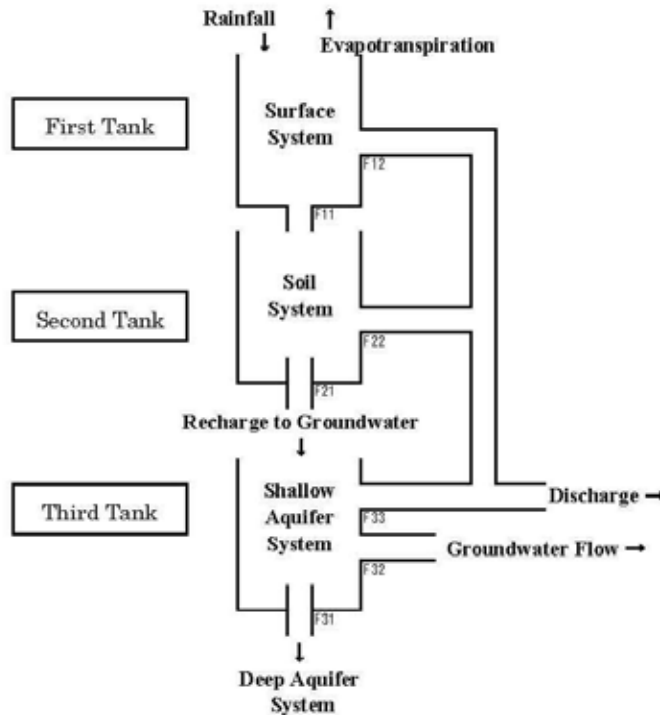 Rainfall
↑
↓
Evapotranspiration
First Tank
Surface
System
F12
F11
Second Tank
Soil
System
F22
F21
Recharge to Groundwater
↓
Third Tank
Shallow
Aquifer
System
Discharge →
F33
Groundwater Flow →
F32
F31
↓
Deep Aquifer
System